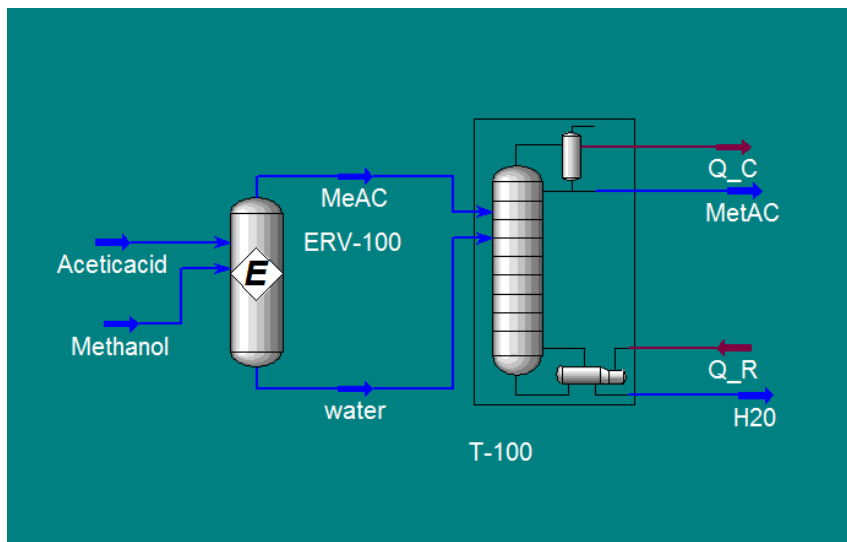 Q_C
MeAC
MetAC
ERV-100
Aceticacid
E
Methanol
Q_R
water
H20
T-100